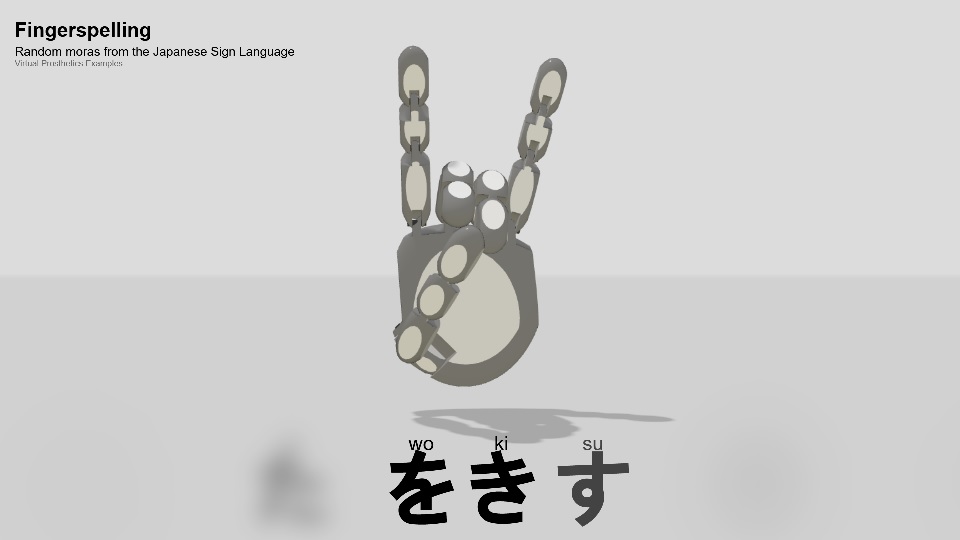 Fingerspelling
Random moras from the Japanese Sign Language
Virtual Prosthetics Examples
wo ki su
をきす